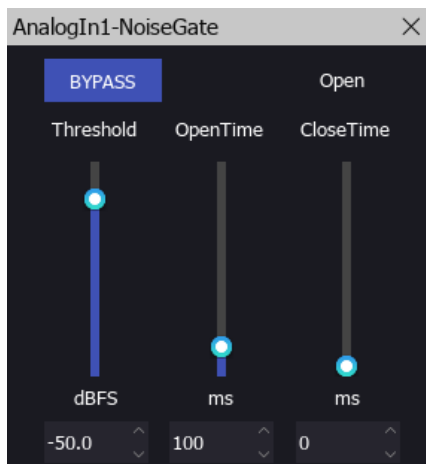 AnalogIn1-NoiseGate
BYPASS Open
Threshold OpenTime CloseTime
dBFS ms ms
-50.0 100 0